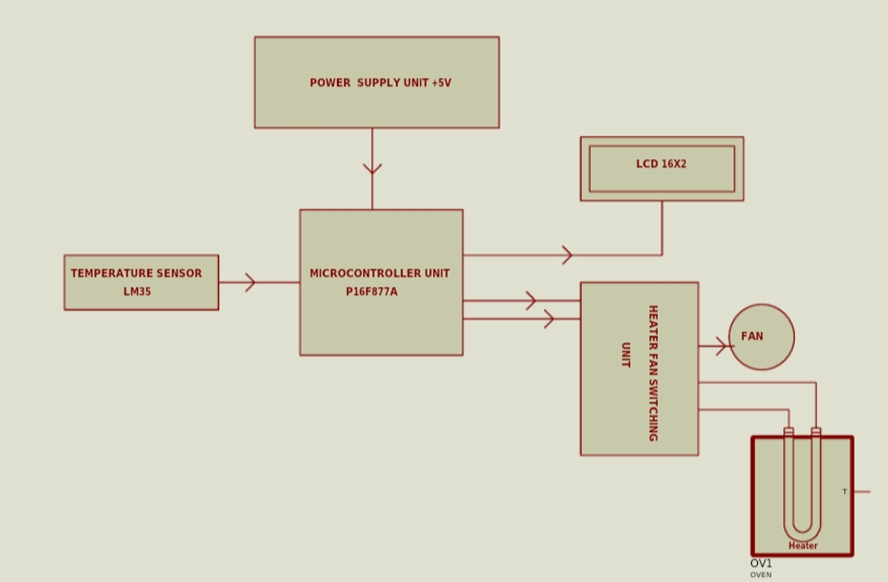 POWER SUPPLY UNIT +5V
LCD 16X2
TEMPERATURE SENSOR
LM35
MICROCONTROLLER UNIT
P16F877A
HEATER FAN SWITCHING
UNIT
FAN
T
Heater
OV1
OVEN